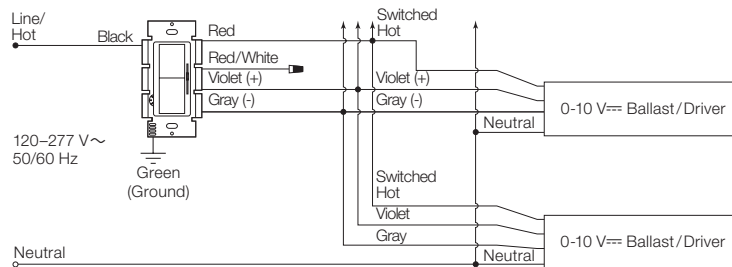 Line/
Hot
Black
Red
Red/White
Violet (+)
Gray (-)
Switched
Hot
Violet (+)
Gray (-)
Neutral
0-10 V⎓ Ballast/Driver
120–277 V~
50/60 Hz
Green
(Ground)
Switched
Hot
Violet
Gray
Neutral
0-10 V⎓ Ballast/Driver
Neutral